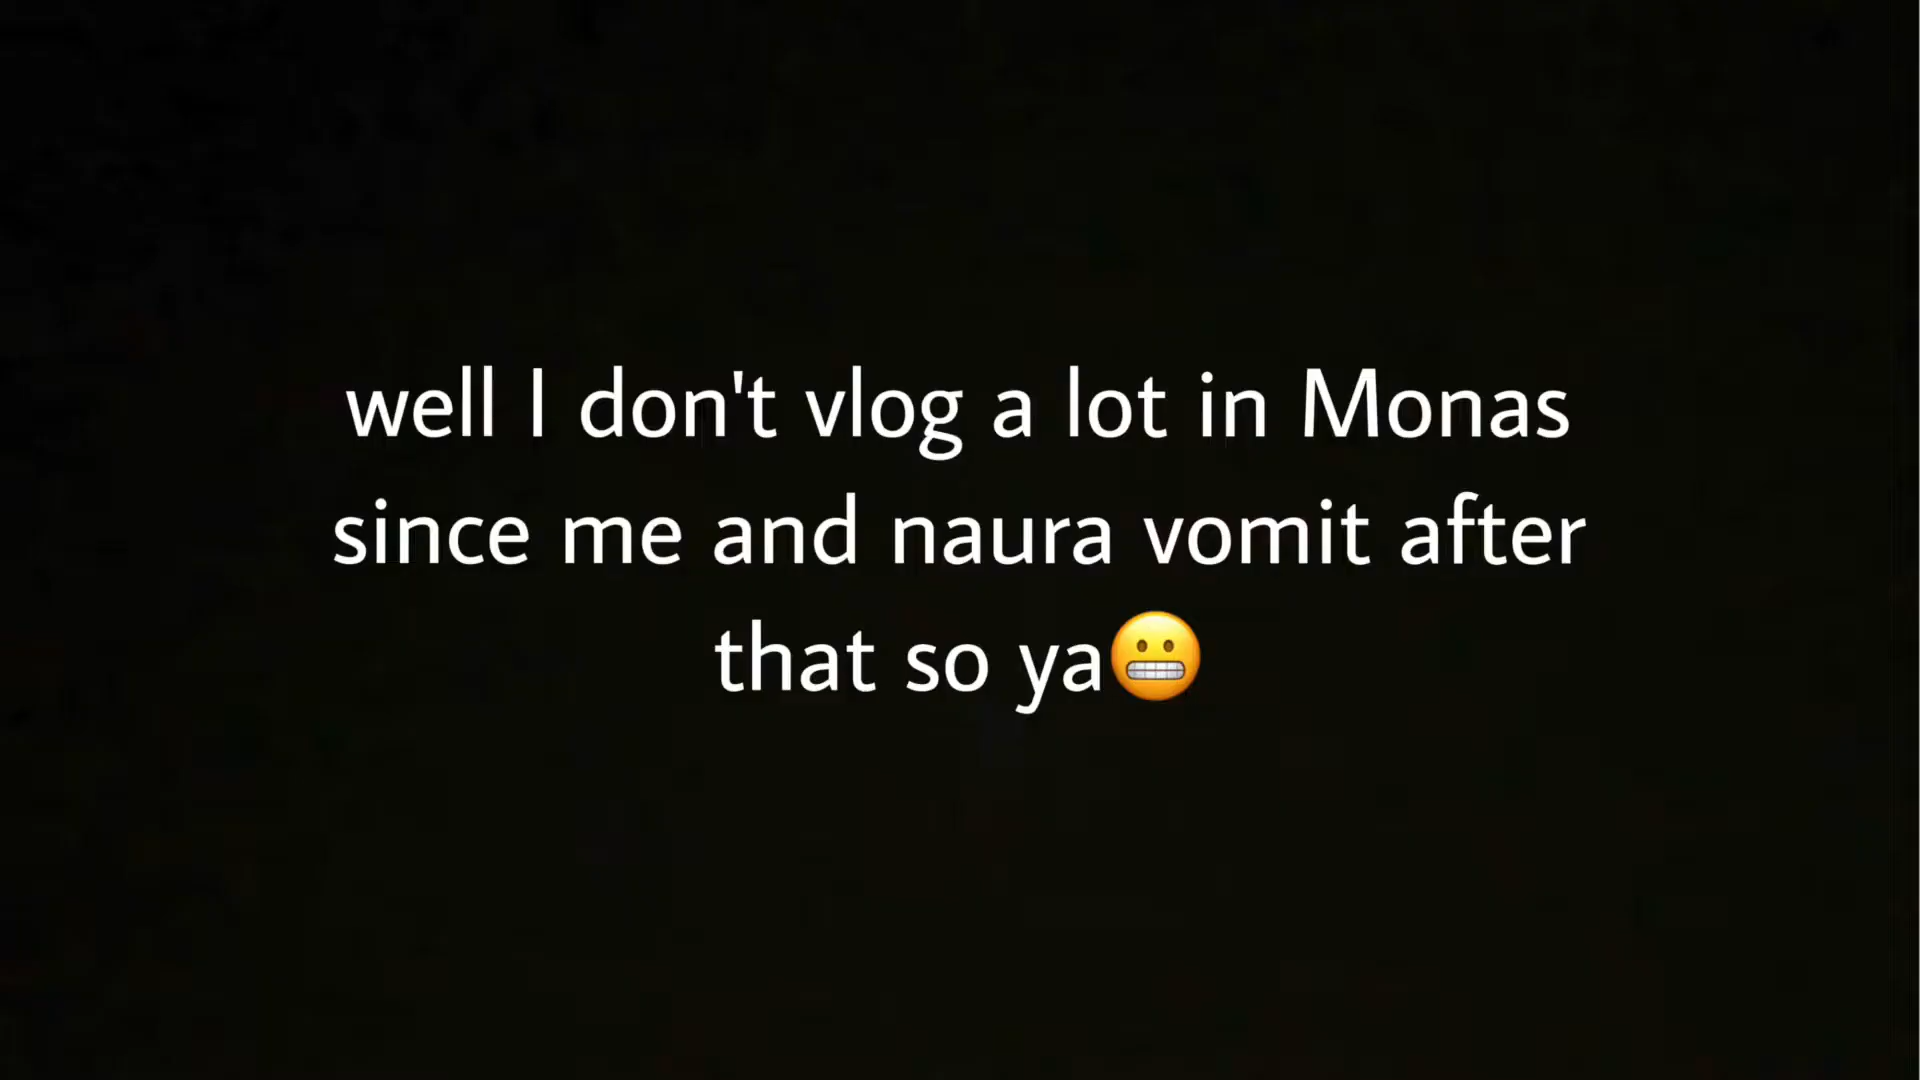 well I don't vlog a lot in Monas
since me and naura vomit after
that so ya😬